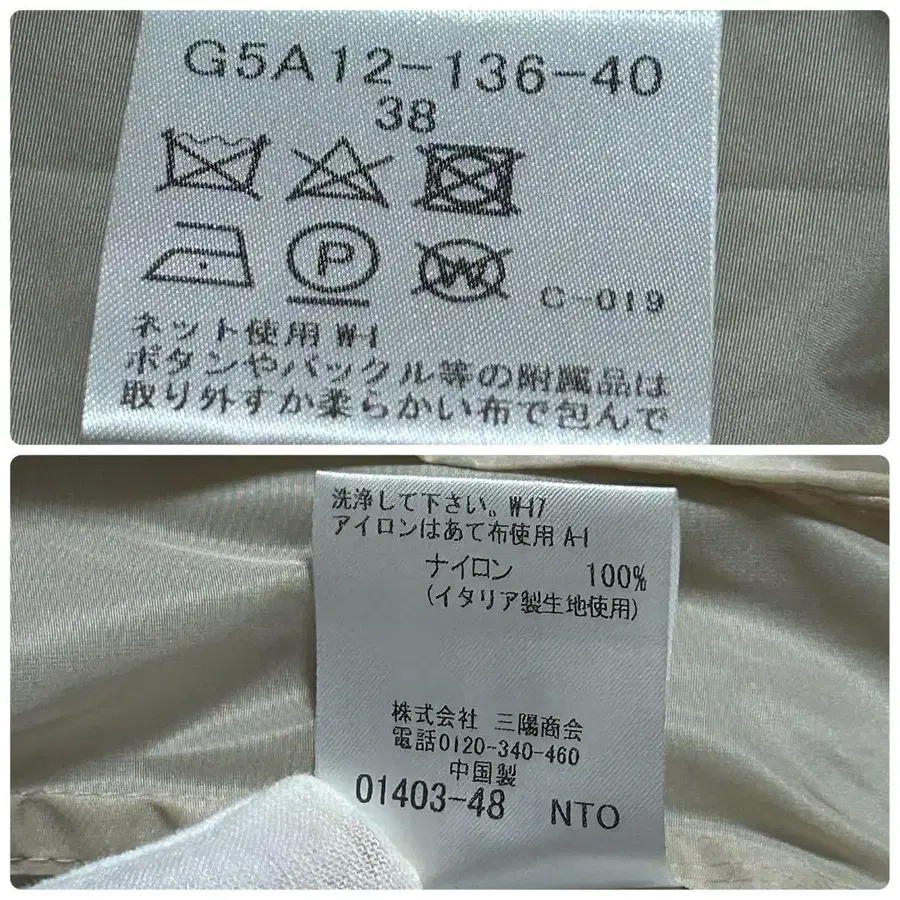 G5A12-136-40
38
P
W
C-019
ネット使用 W-1
ボタンやバックル等の附属品は
取り外すか柔らかい布で包んで
洗浄して下さい。W-17
アイロンはあて布使用 A-1
ナイロン 100%
(イタリア製生地使用)
株式会社 三陽商会
電話0120-340-460
中国製
01403-48 NTO